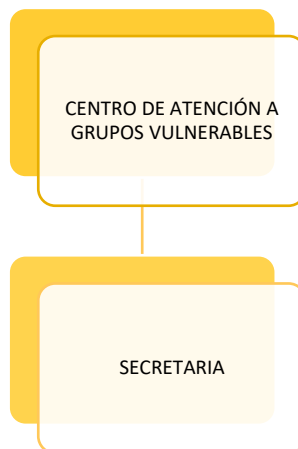 CENTRO DE ATENCIÓN A
GRUPOS VULNERABLES
SECRETARIA